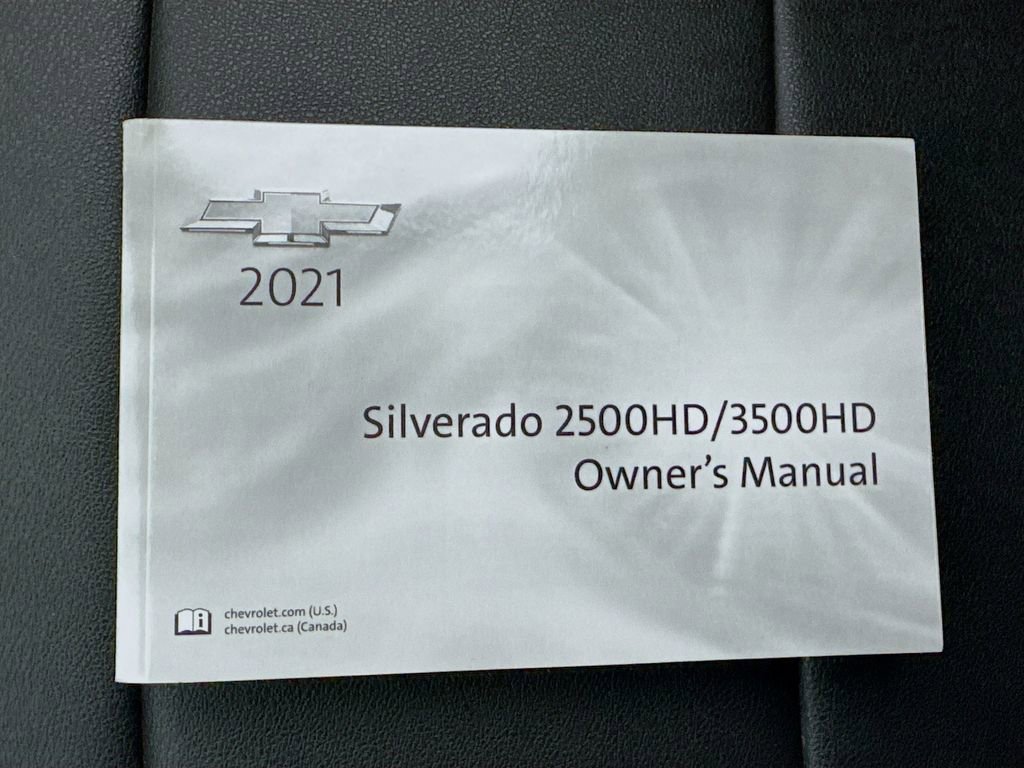 2021
Silverado 2500HD/3500HD
Owner’s Manual
i chevrolet.com (U.S.)
chevrolet.ca (Canada)